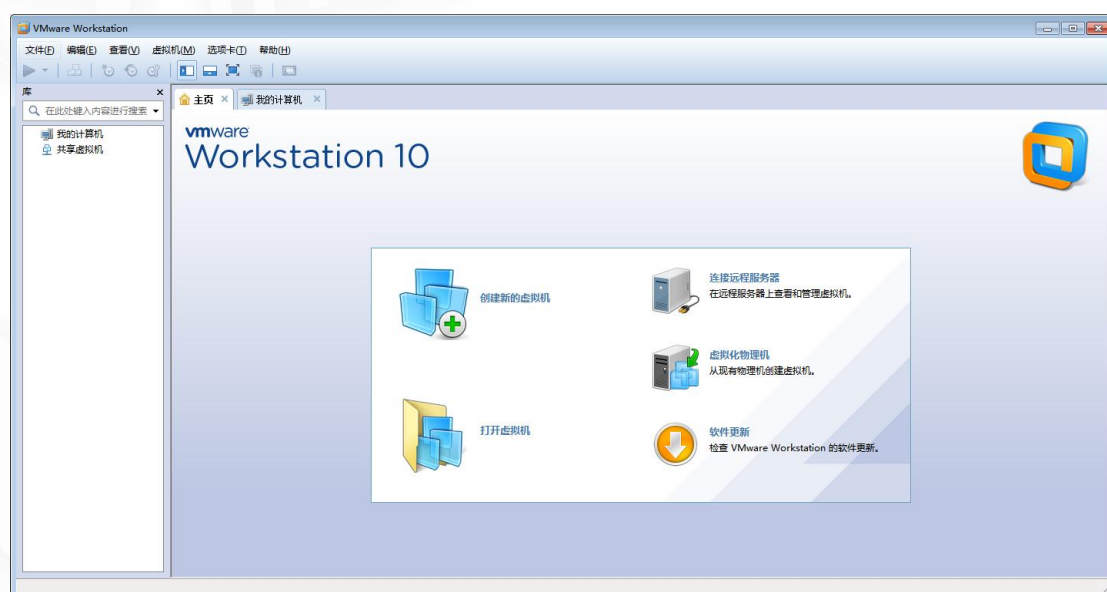 VMware Workstation
文件(F) 编辑(E) 查看(V) 虚拟机(M) 选项卡(T) 帮助(H)
库
在此处键入内容进行搜索
我的计算机
共享虚拟机
主页
我的计算机
vmware
Workstation 10
创建新的虚拟机
打开虚拟机
连接远程服务器
在远程服务器上查看和管理虚拟机。
虚拟化物理机
从现有物理机创建虚拟机。
软件更新
检查 VMware Workstation 的软件更新。